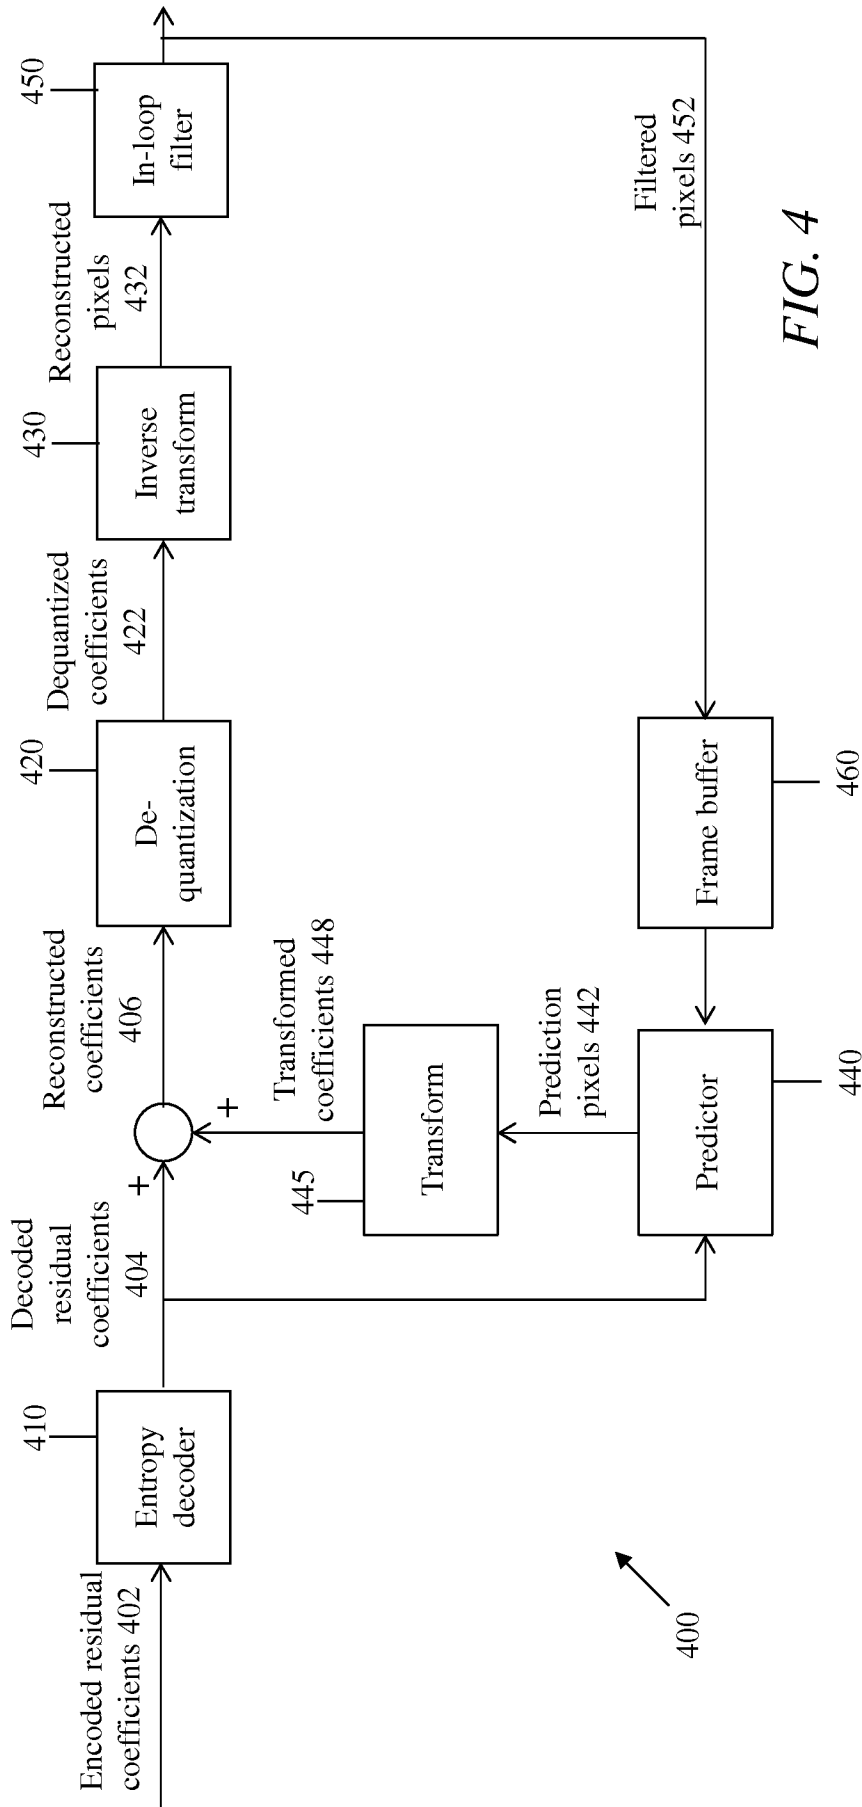 Encoded residual
coefficients 402
410
Entropy
decoder
Decoded
residual
coefficients
404
+
+
Reconstructed
coefficients
406
420
De-
quantization
Dequantized
coefficients
422
430
Inverse
transform
Reconstructed
pixels
432
450
In-loop
filter
Transformed
coefficients 448
445
Transform
Prediction
pixels 442
Predictor
440
Frame buffer
460
Filtered
pixels 452
400
FIG. 4